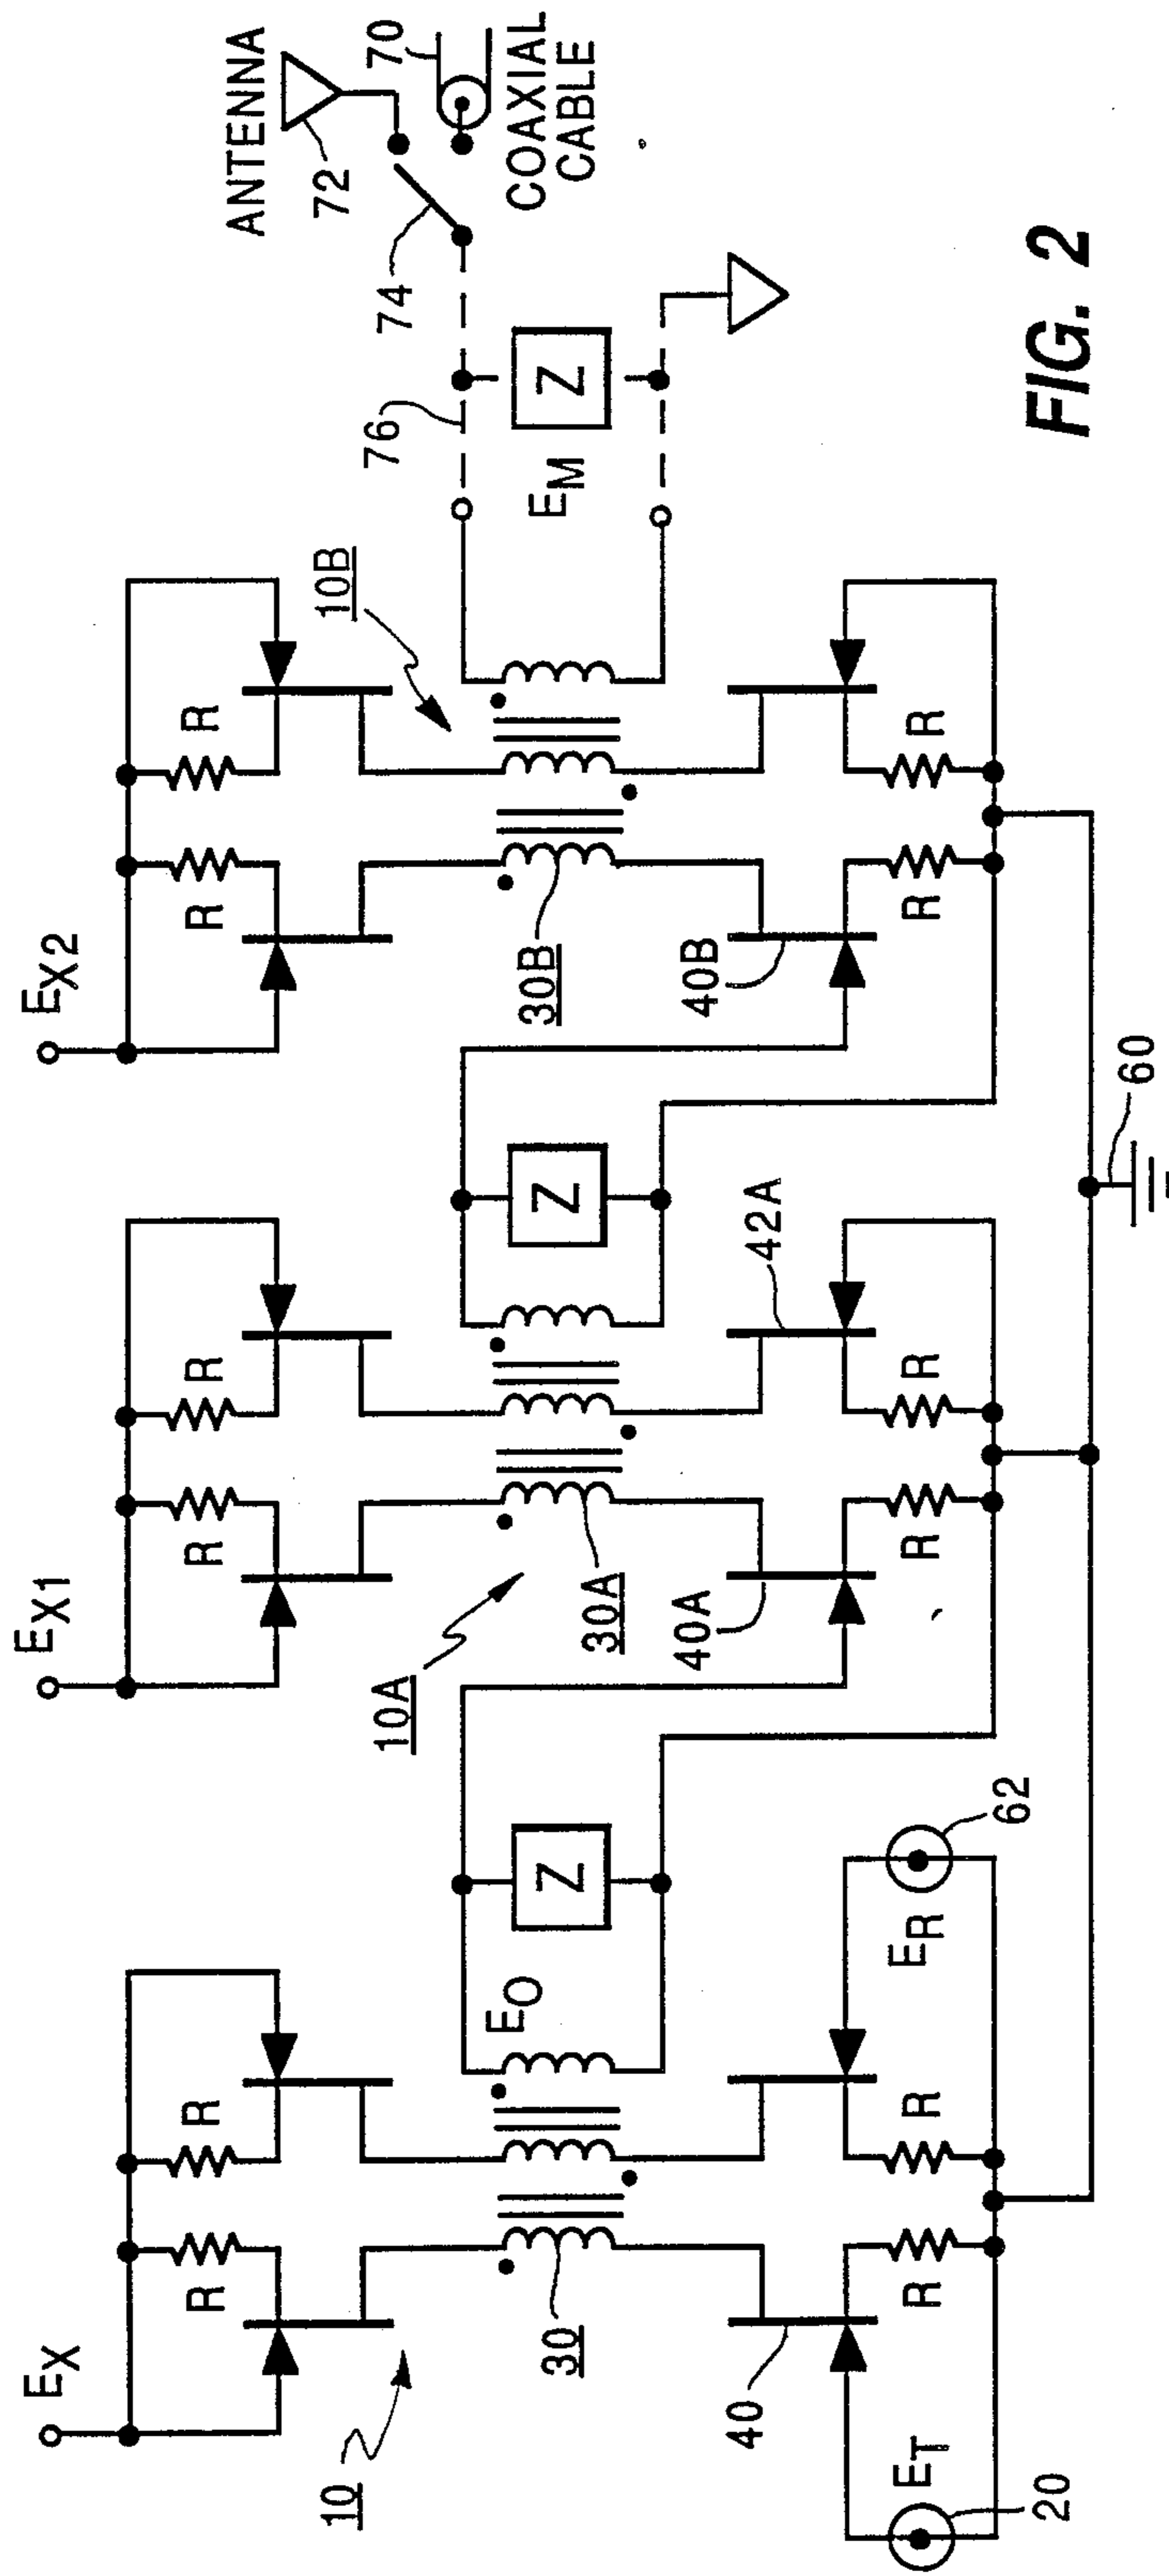 EX
EX1
EX2
R
R
R
R
R
R
10
10A
10B
ANTENNA
72
70
74
76
COAXIAL
CABLE
30
EO
Z
30A
Z
30B
EM
Z
40
40A
42A
40B
R
R
R
R
R
R
ET
ER
20
62
60
FIG. 2